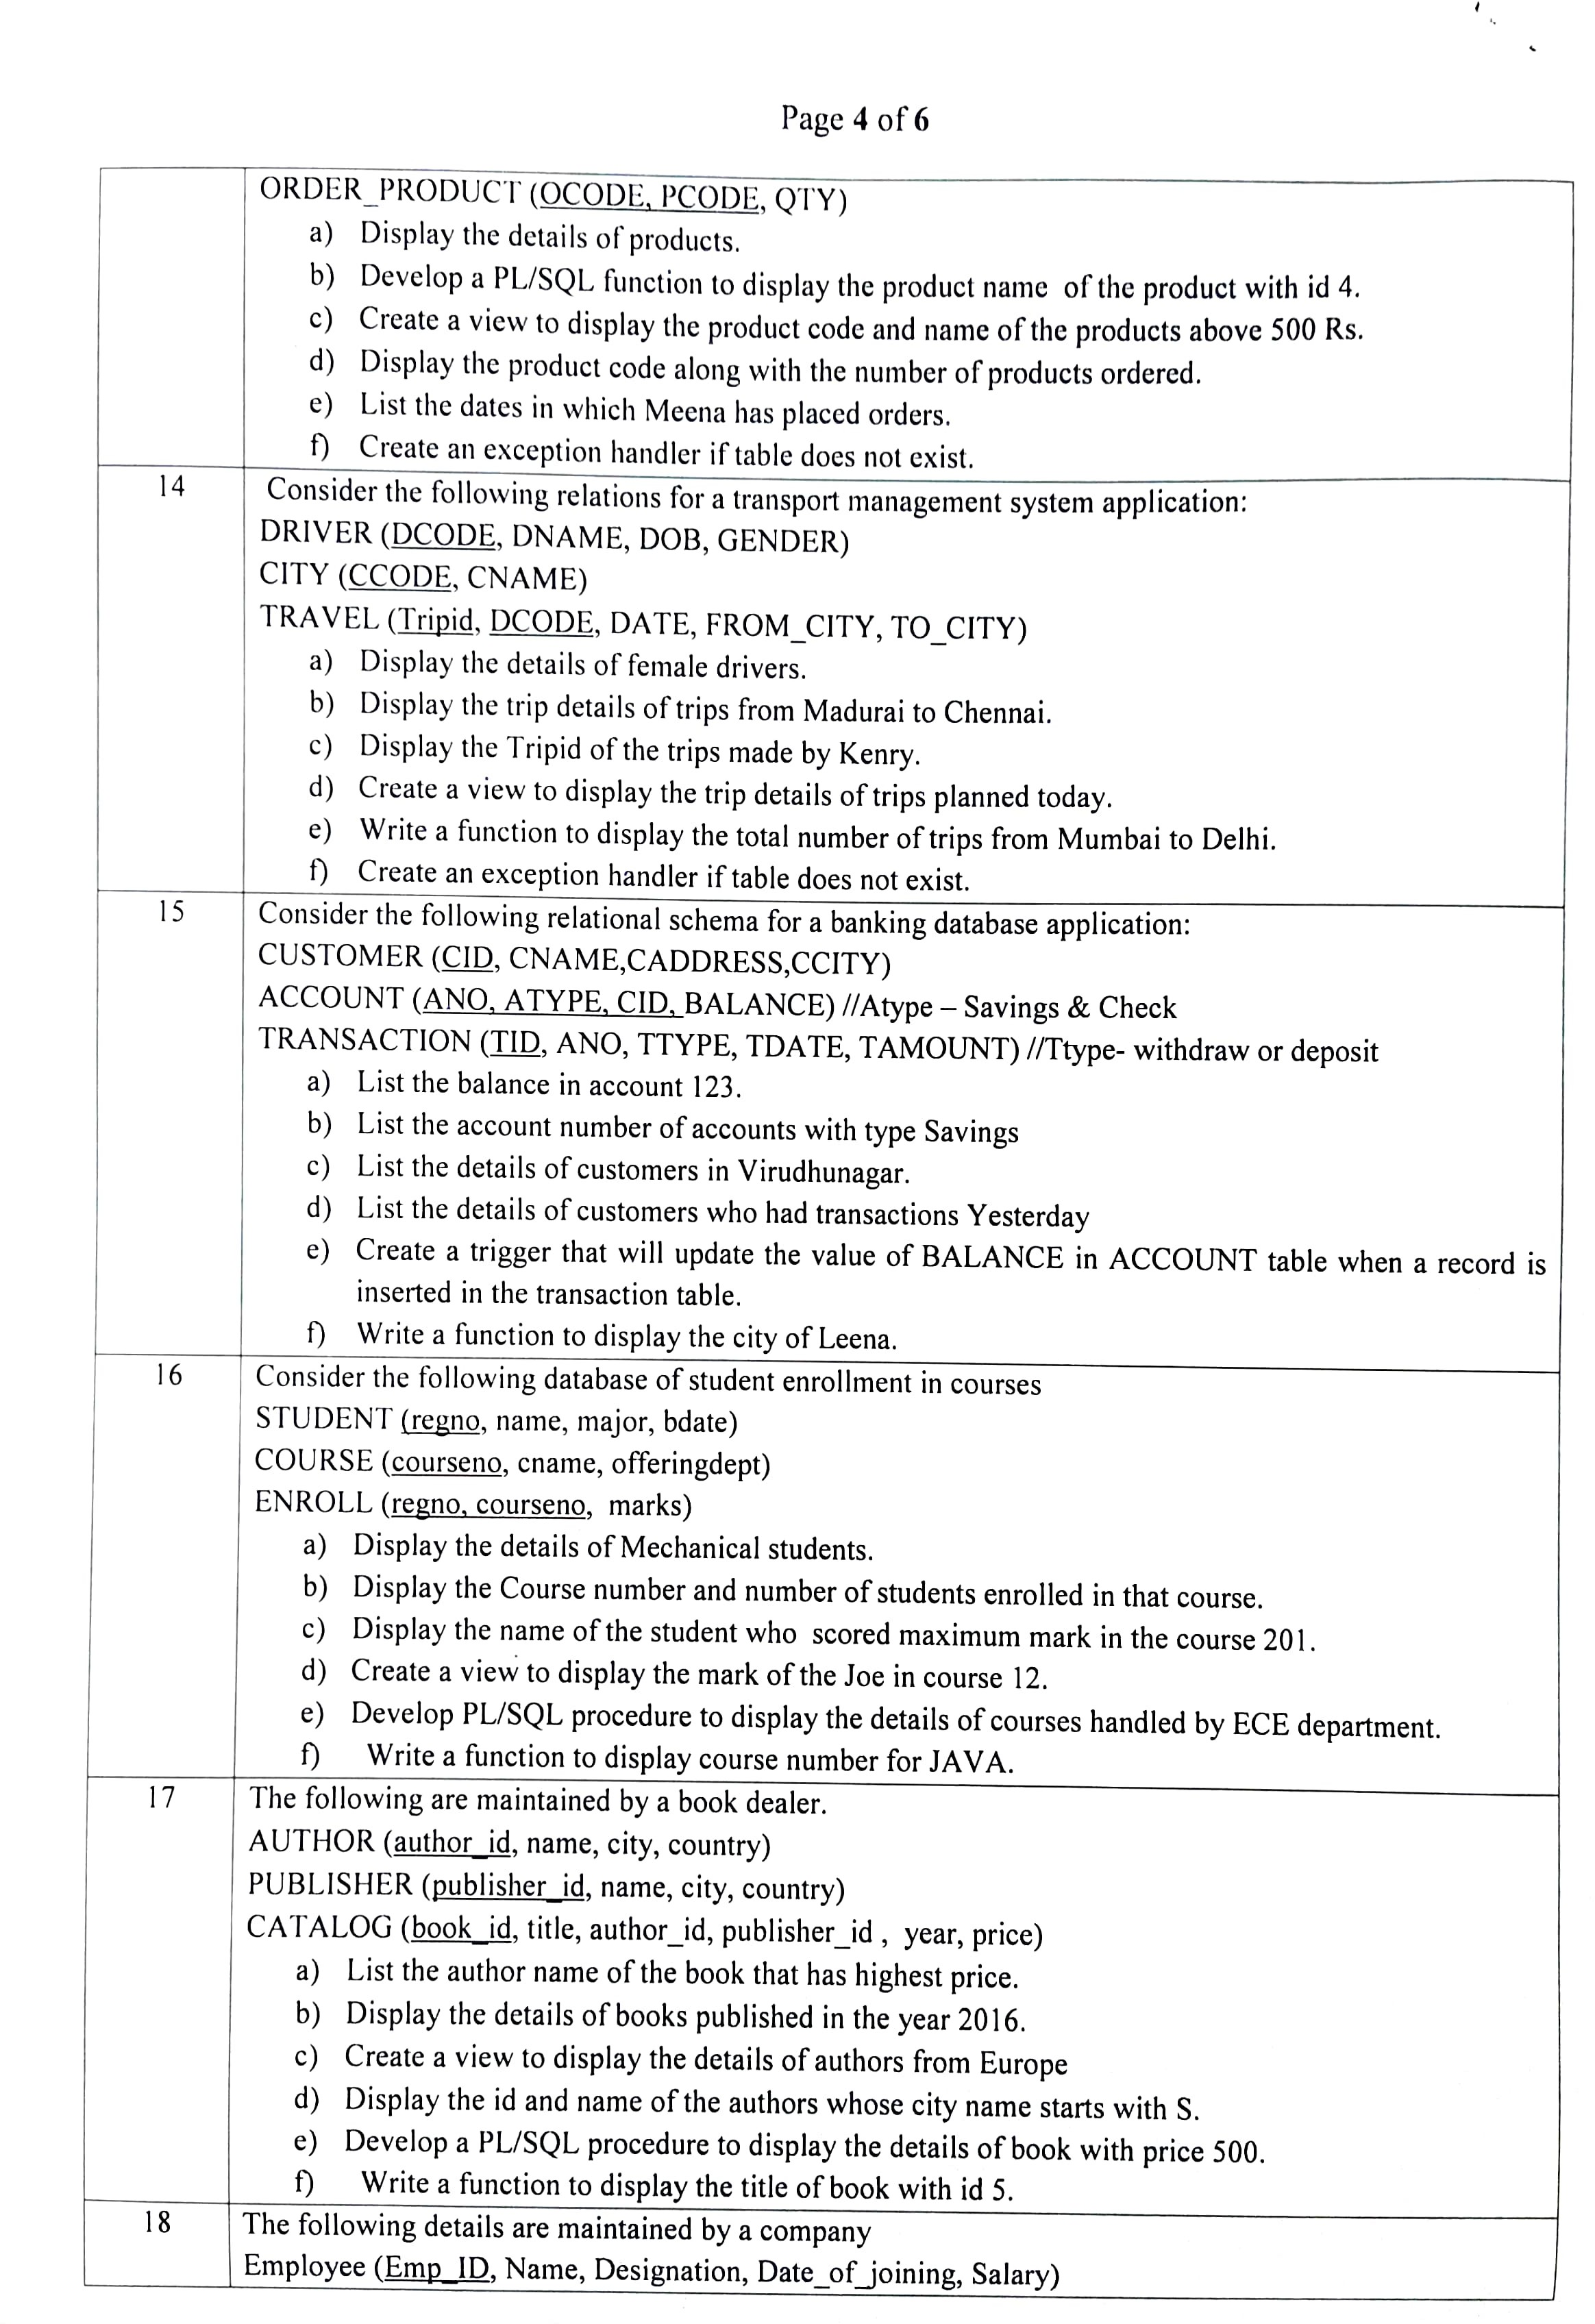 Page 4 of 6
ORDER_PRODUCT (OCODE, PCODE, QTY)
a) Display the details of products.
b) Develop a PL/SQL function to display the product name of the product with id 4.
c) Create a view to display the product code and name of the products above 500 Rs.
d) Display the product code along with the number of products ordered.
e) List the dates in which Meena has placed orders.
f) Create an exception handler if table does not exist.
14 Consider the following relations for a transport management system application:
DRIVER (DCODE, DNAME, DOB, GENDER)
CITY (CCODE, CNAME)
TRAVEL (Tripid, DCODE, DATE, FROM_CITY, TO_CITY)
a) Display the details of female drivers.
b) Display the trip details of trips from Madurai to Chennai.
c) Display the Tripid of the trips made by Kenry.
d) Create a view to display the trip details of trips planned today.
e) Write a function to display the total number of trips from Mumbai to Delhi.
f) Create an exception handler if table does not exist.
15 Consider the following relational schema for a banking database application:
CUSTOMER (CID, CNAME,CADDRESS,CCITY)
ACCOUNT (ANO, ATYPE, CID, BALANCE) //Atype – Savings & Check
TRANSACTION (TID, ANO, TTYPE, TDATE, TAMOUNT) //Ttype- withdraw or deposit
a) List the balance in account 123.
b) List the account number of accounts with type Savings
c) List the details of customers in Virudhunagar.
d) List the details of customers who had transactions Yesterday
e) Create a trigger that will update the value of BALANCE in ACCOUNT table when a record is
inserted in the transaction table.
f) Write a function to display the city of Leena.
16 Consider the following database of student enrollment in courses
STUDENT (regno, name, major, bdate)
COURSE (courseno, cname, offeringdept)
ENROLL (regno, courseno, marks)
a) Display the details of Mechanical students.
b) Display the Course number and number of students enrolled in that course.
c) Display the name of the student who scored maximum mark in the course 201.
d) Create a view to display the mark of the Joe in course 12.
e) Develop PL/SQL procedure to display the details of courses handled by ECE department.
f) Write a function to display course number for JAVA.
17 The following are maintained by a book dealer.
AUTHOR (author_id, name, city, country)
PUBLISHER (publisher_id, name, city, country)
CATALOG (book_id, title, author_id, publisher_id , year, price)
a) List the author name of the book that has highest price.
b) Display the details of books published in the year 2016.
c) Create a view to display the details of authors from Europe
d) Display the id and name of the authors whose city name starts with S.
e) Develop a PL/SQL procedure to display the details of book with price 500.
f) Write a function to display the title of book with id 5.
18 The following details are maintained by a company
Employee (Emp_ID, Name, Designation, Date_of_joining, Salary)